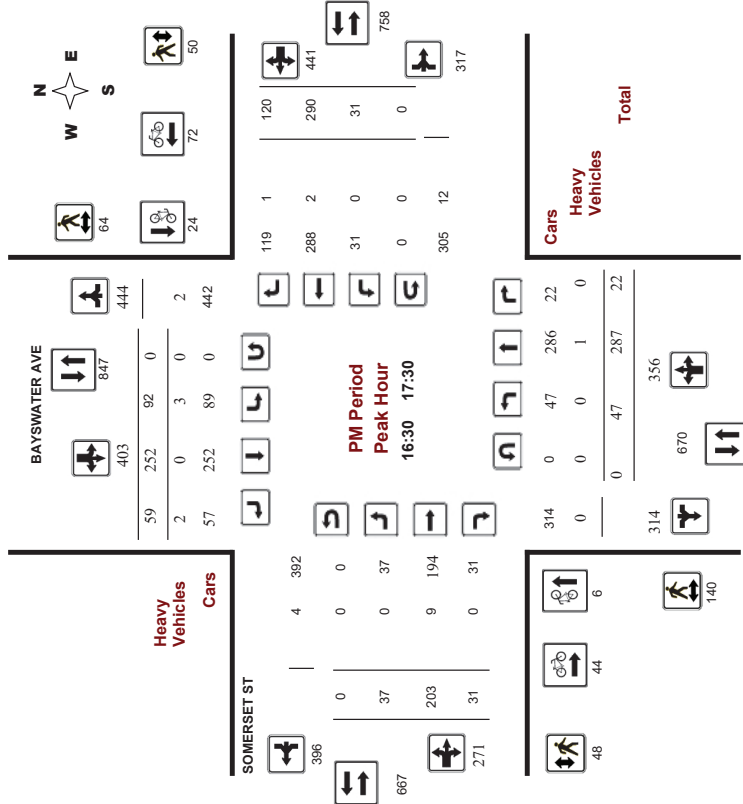 N
W E
S
64
50
24
72
BAYSWATER AVE
847
403
444
59 252 92 0
2 0 3 0 2
57 252 89 0 442
Heavy
Vehicles
Cars
758
441
119 1 120
288 2 290
31 0 31
0 0 0
305 12
317
PM Period
Peak Hour
16:30 17:30
SOMERSET ST
4 392
396
0 0 0
37 0 37
203 9 194
31 0 31
667
271
Cars
Heavy
Vehicles
Total
314 0 47 286 22
0 0 0 1 0
0 47 287 22
314
356
670
48
44
6
140